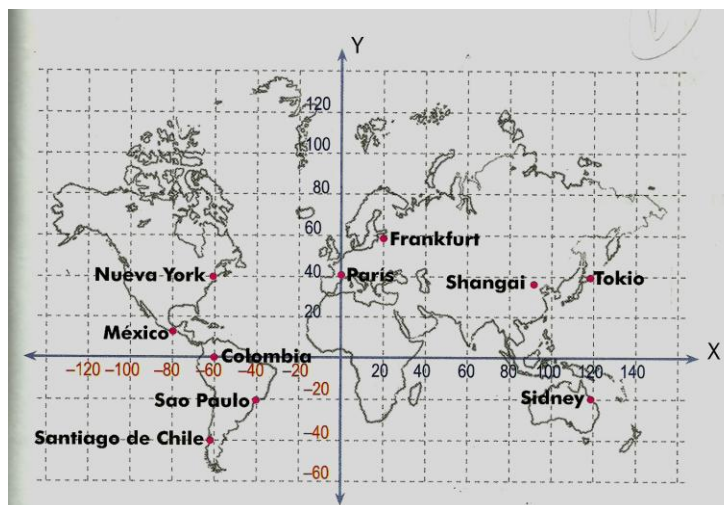 Y
120
100
80
60
Frankfurt
Nueva York
40
París
Shangai
Tokio
20
México
Colombia
X
−120 −100 −80 −60 −40 −20
20 40 60 80 100 120 140
Sao Paulo
−20
Sidney
Santiago de Chile
−40
−60